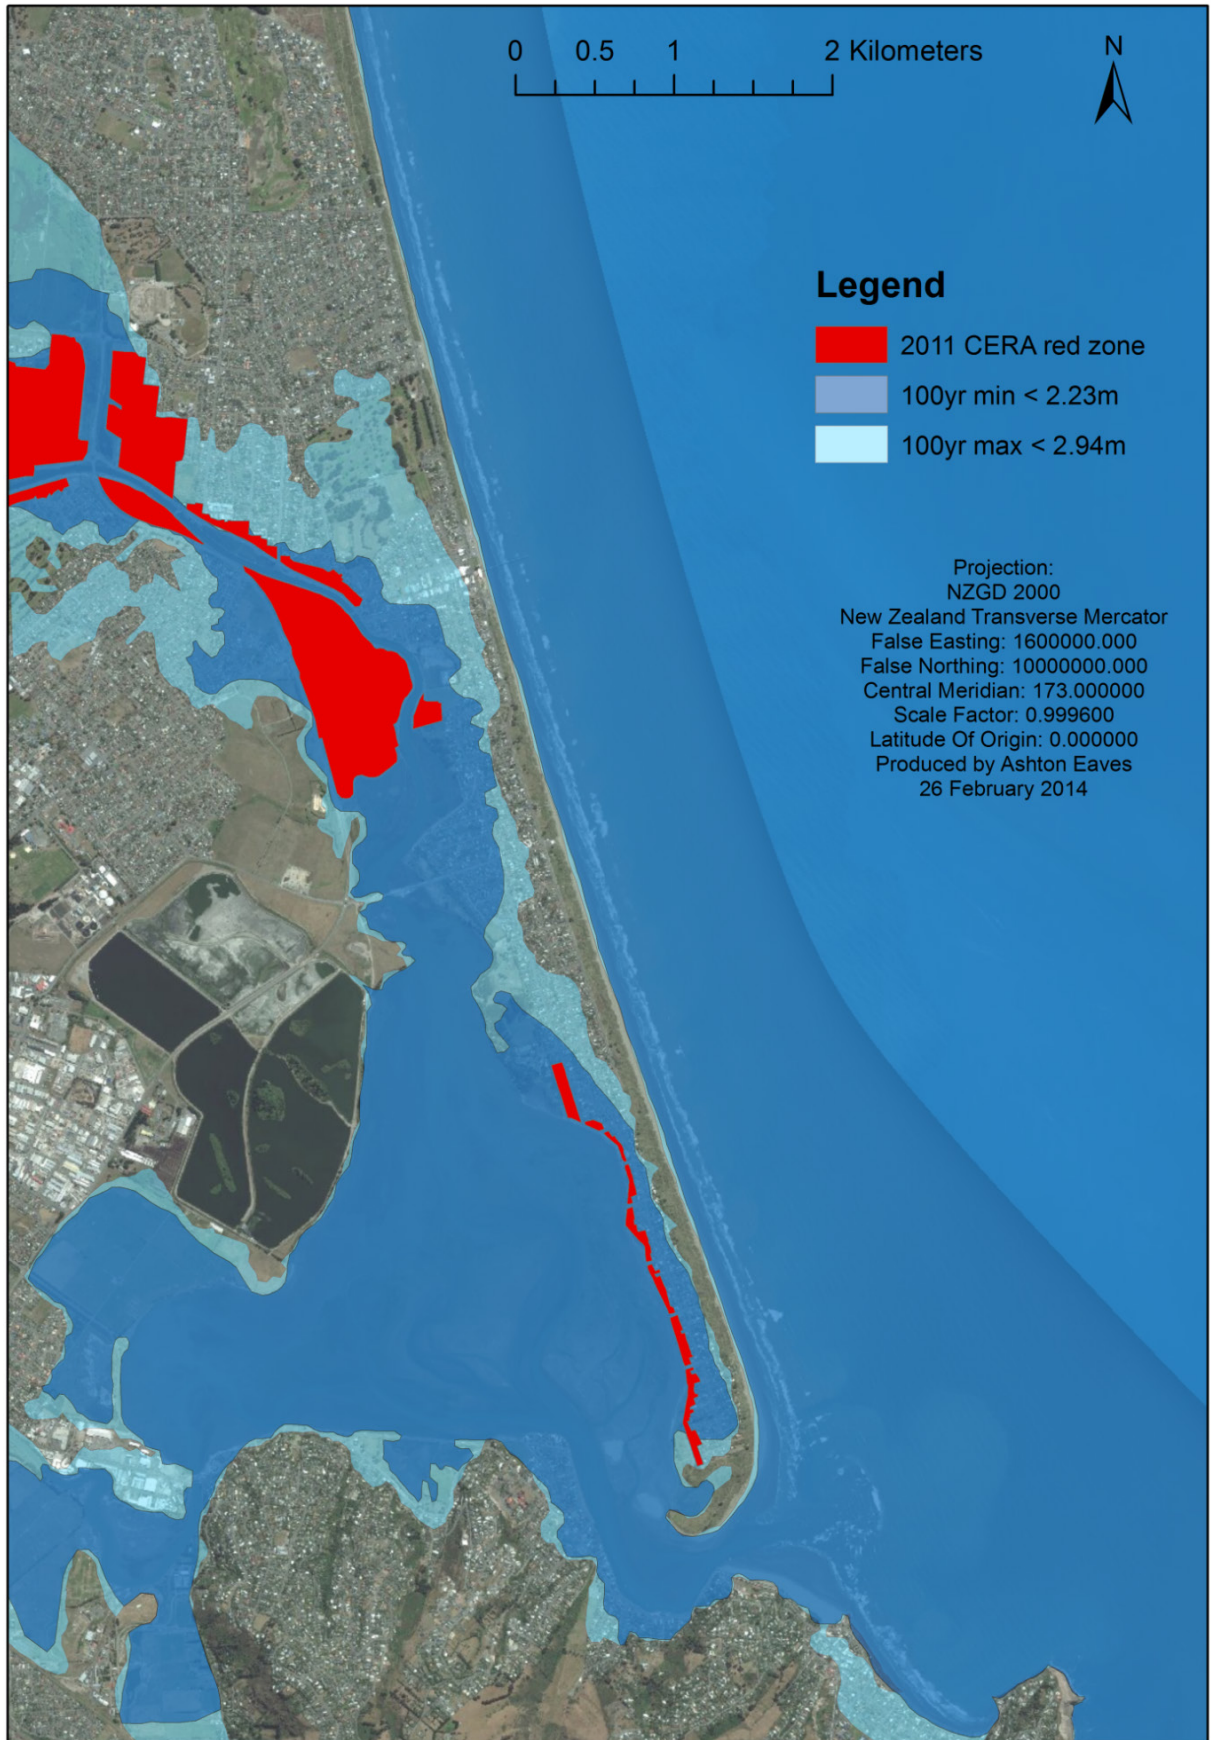 0 0.5 1 2 Kilometers
N
Legend
2011 CERA red zone
100yr min < 2.23m
100yr max < 2.94m
Projection:
NZGD 2000
New Zealand Transverse Mercator
False Easting: 1600000.000
False Northing: 10000000.000
Central Meridian: 173.000000
Scale Factor: 0.999600
Latitude Of Origin: 0.000000
Produced by Ashton Eaves
26 February 2014